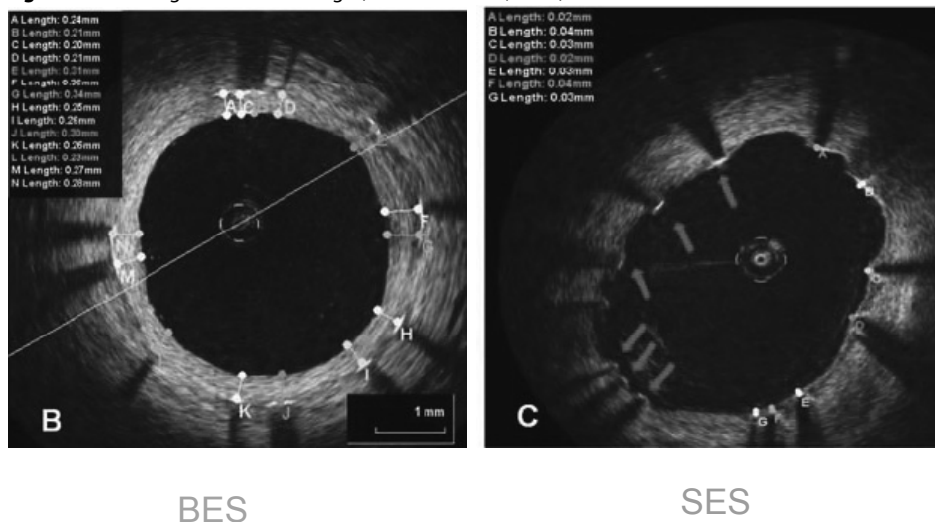 A Length: 0.24mm
B Length: 0.21mm
C Length: 0.20mm
D Length: 0.21mm
E Length: 0.31mm
G Length: 0.34mm
H Length: 0.25mm
I Length: 0.26mm
J Length: 0.30mm
K Length: 0.26mm
L Length: 0.23mm
M Length: 0.27mm
N Length: 0.28mm
A
C
D
F
N
M
H
I
K
J
B
1 mm
A Length: 0.02mm
B Length: 0.04mm
C Length: 0.03mm
D Length: 0.02mm
E Length: 0.03mm
F Length: 0.04mm
G Length: 0.03mm
A
B
C
D
E
G
F
C
BES
SES